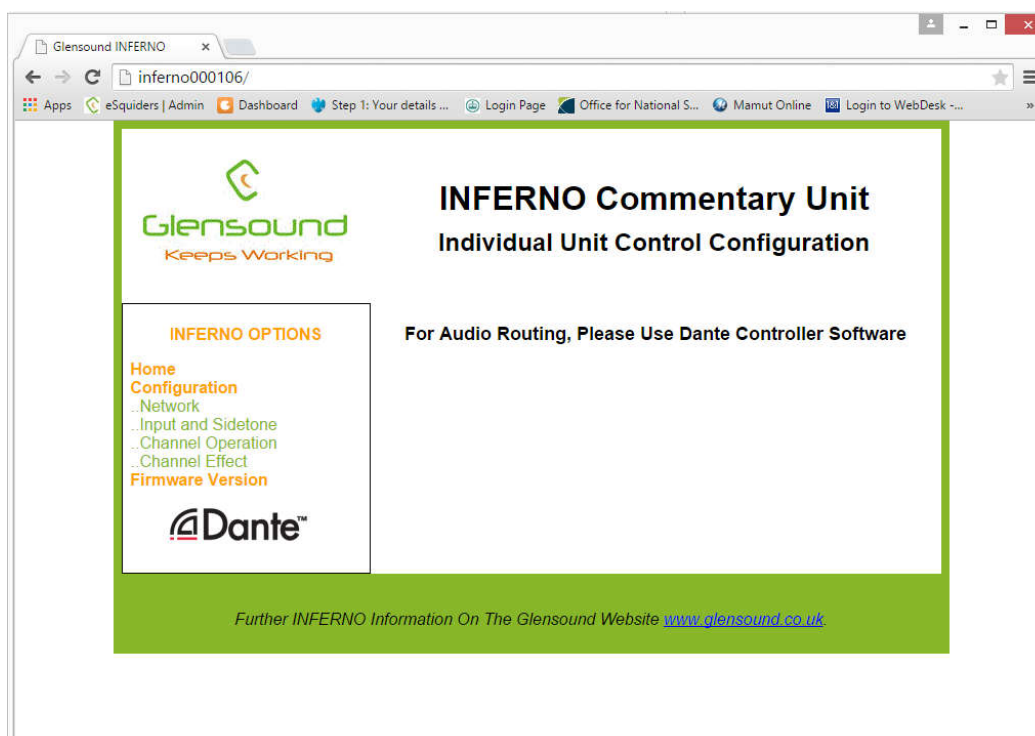 Glensound INFERNO
inferno000106/
Apps eSquiders | Admin Dashboard Step 1: Your details ... Login Page Office for National S... Mamut Online Login to WebDesk -... »
Glensound
Keeps Working
INFERNO Commentary Unit
Individual Unit Control Configuration
INFERNO OPTIONS
Home
Configuration
..Network
..Input and Sidetone
..Channel Operation
..Channel Effect
Firmware Version
Dante™
For Audio Routing, Please Use Dante Controller Software
Further INFERNO Information On The Glensound Website www.glensound.co.uk.